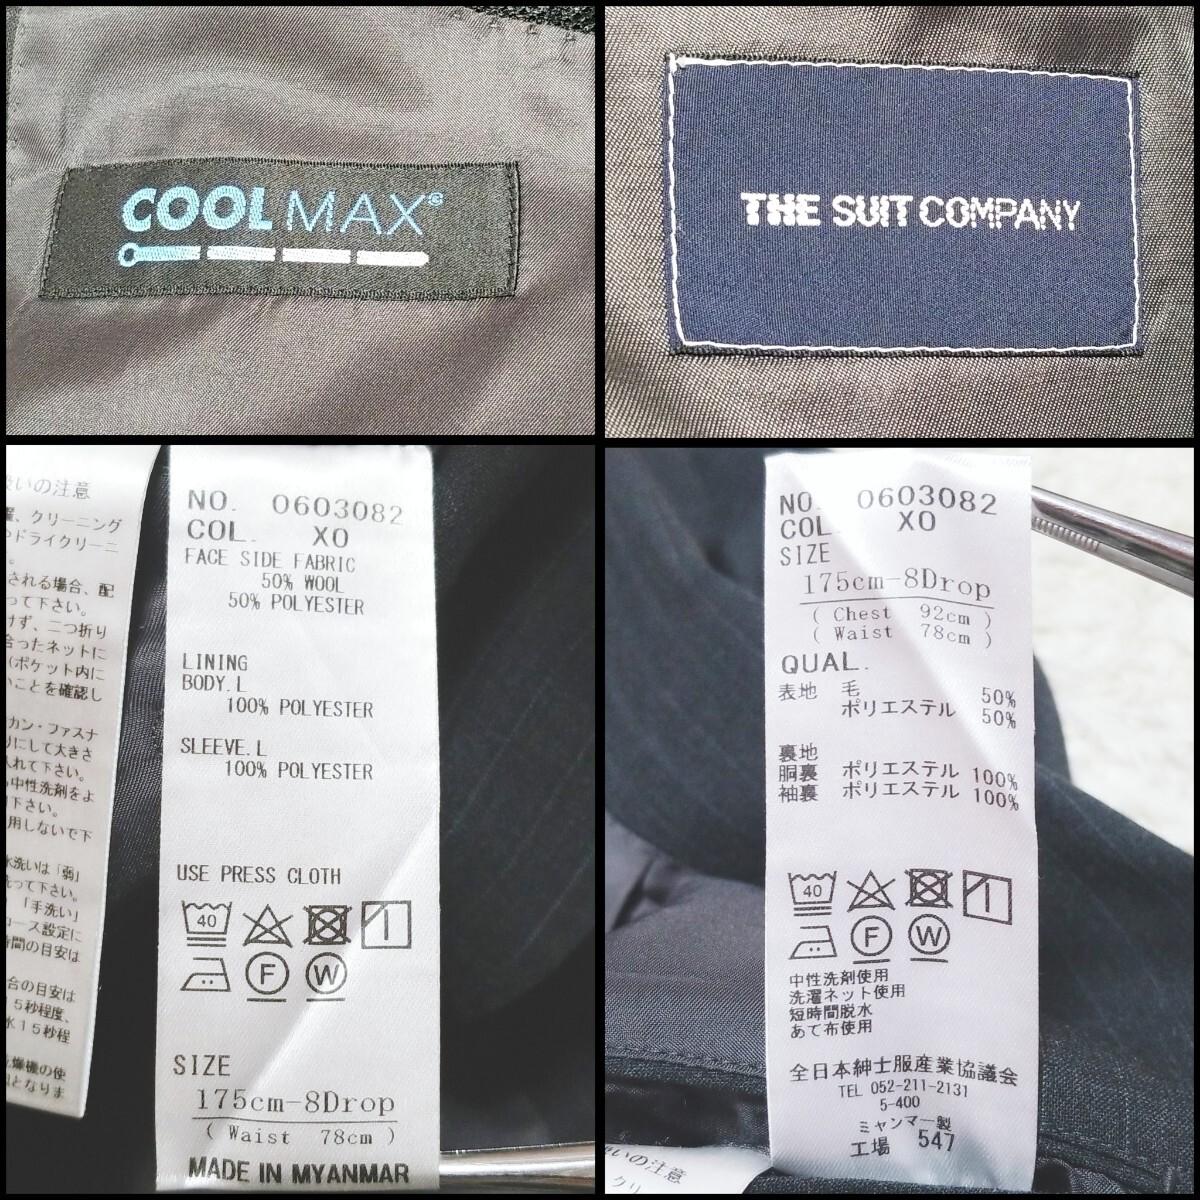 COOLMAX®
THE SUIT COMPANY
いの注意
、クリーニング
やドライクリーニ
される場合、配
って下さい。
けず、二つ折り
合ったネットに
(ポケット内に
いことを確認し
カン・ファスナ
りにして大きさ
入れて下さい。
中性洗剤をよ
下さい。
用しないで下
水洗いは「弱」
洗って下さい。
「手洗い」
コース設定に
時間の目安は
合の目安は
15秒程度、
水15秒程
燥機の使
となりま
NO. 0603082
COL. XO
FACE SIDE FABRIC
50% WOOL
50% POLYESTER
LINING
BODY.L
100% POLYESTER
SLEEVE.L
100% POLYESTER
USE PRESS CLOTH
40
F W
SIZE
175cm-8Drop
( Waist 78cm )
MADE IN MYANMAR
NO. 0603082
COL. XO
SIZE
175cm-8Drop
( Chest 92cm )
( Waist 78cm )
QUAL.
表地 毛 50%
ポリエステル 50%
裏地
胴裏 ポリエステル 100%
袖裏 ポリエステル 100%
40
F W
中性洗剤使用
洗濯ネット使用
短時間脱水
あて布使用
全日本紳士服産業協議会
TEL 052-211-2131
5-400
ミャンマー製
工場 547
いの注意
クリ